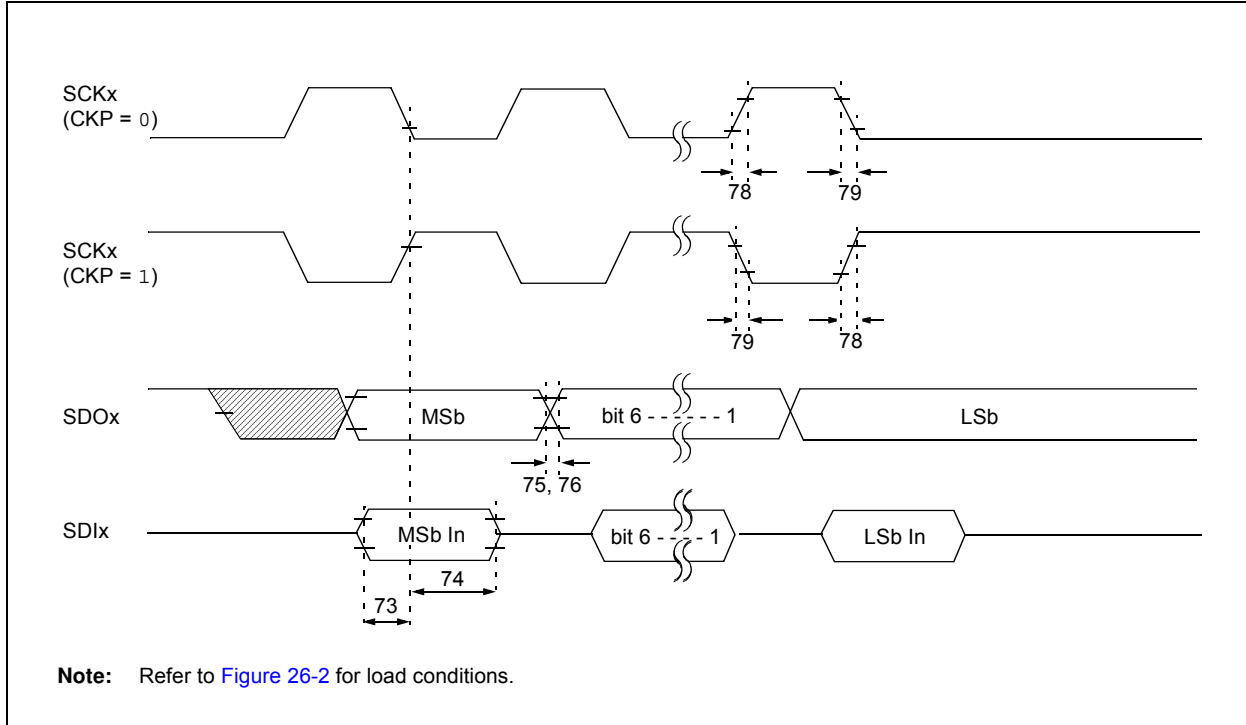 SCKx
(CKP = 0)
78
79
SCKx
(CKP = 1)
79
78
SDOx
MSb
bit 6 - - - - - - 1
LSb
75, 76
SDIx
MSb In
bit 6 - - - - 1
LSb In
74
73
Note: Refer to Figure 26-2 for load conditions.